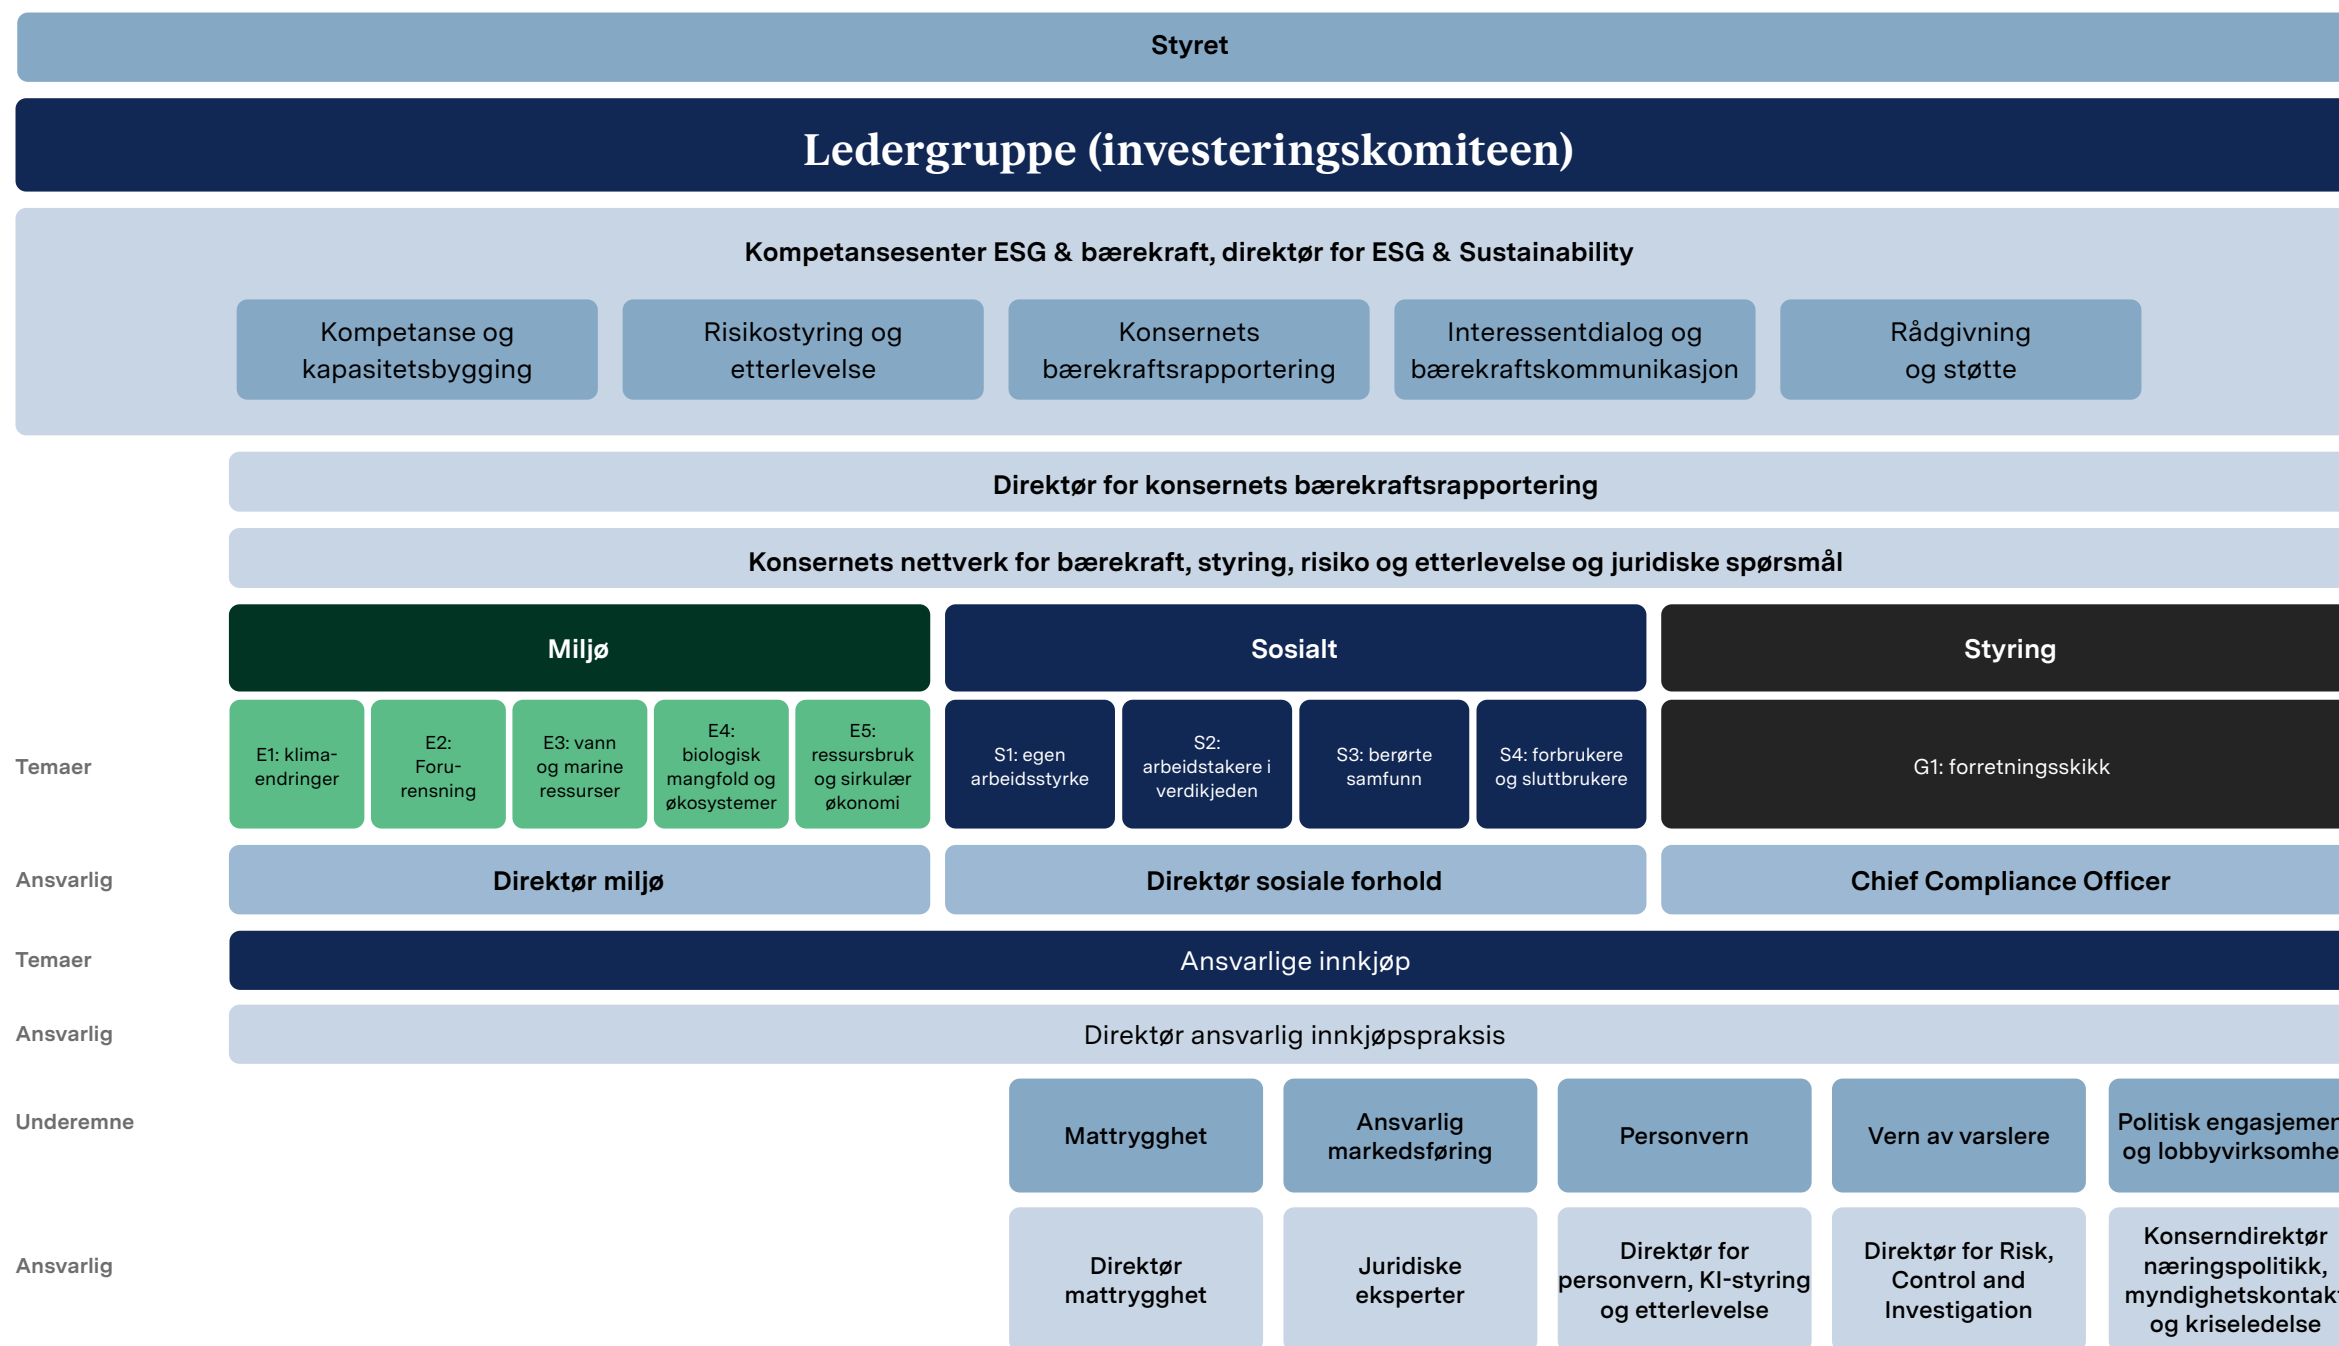 Styret
Ledergruppe (investeringskomiteen)
Kompetansesenter ESG & bærekraft, direktør for ESG & Sustainability
Kompetanse og
kapasitetsbygging
Risikostyring og
etterlevelse
Konsernets
bærekraftsrapportering
Interessentdialog og
bærekraftskommunikasjon
Rådgivning
og støtte
Direktør for konsernets bærekraftsrapportering
Konsernets nettverk for bærekraft, styring, risiko og etterlevelse og juridiske spørsmål
Miljø
Sosialt
Styring
Temaer
E1: klima-
endringer
E2:
Foru-
rensning
E3: vann
og marine
ressurser
E4:
biologisk
mangfold og
økosystemer
E5:
ressursbruk
og sirkulær
økonomi
S1: egen
arbeidsstyrke
S2:
arbeidstakere i
verdikjeden
S3: berørte
samfunn
S4: forbrukere
og sluttbrukere
G1: forretningsskikk
Ansvarlig
Direktør miljø
Direktør sosiale forhold
Chief Compliance Officer
Temaer
Ansvarlige innkjøp
Ansvarlig
Direktør ansvarlig innkjøpspraksis
Underemne
Mattrygghet
Ansvarlig
markedsføring
Personvern
Vern av varslere
Politisk
og
Ansvarlig
Direktør
mattrygghet
Juridiske
eksperter
Direktør for
personvern, KI-styring
og etterlevelse
Direktør for Risk,
Control and
Investigation
Konserndirektør
næringspolitikk,
myndighetskontakt
og kriseledelse